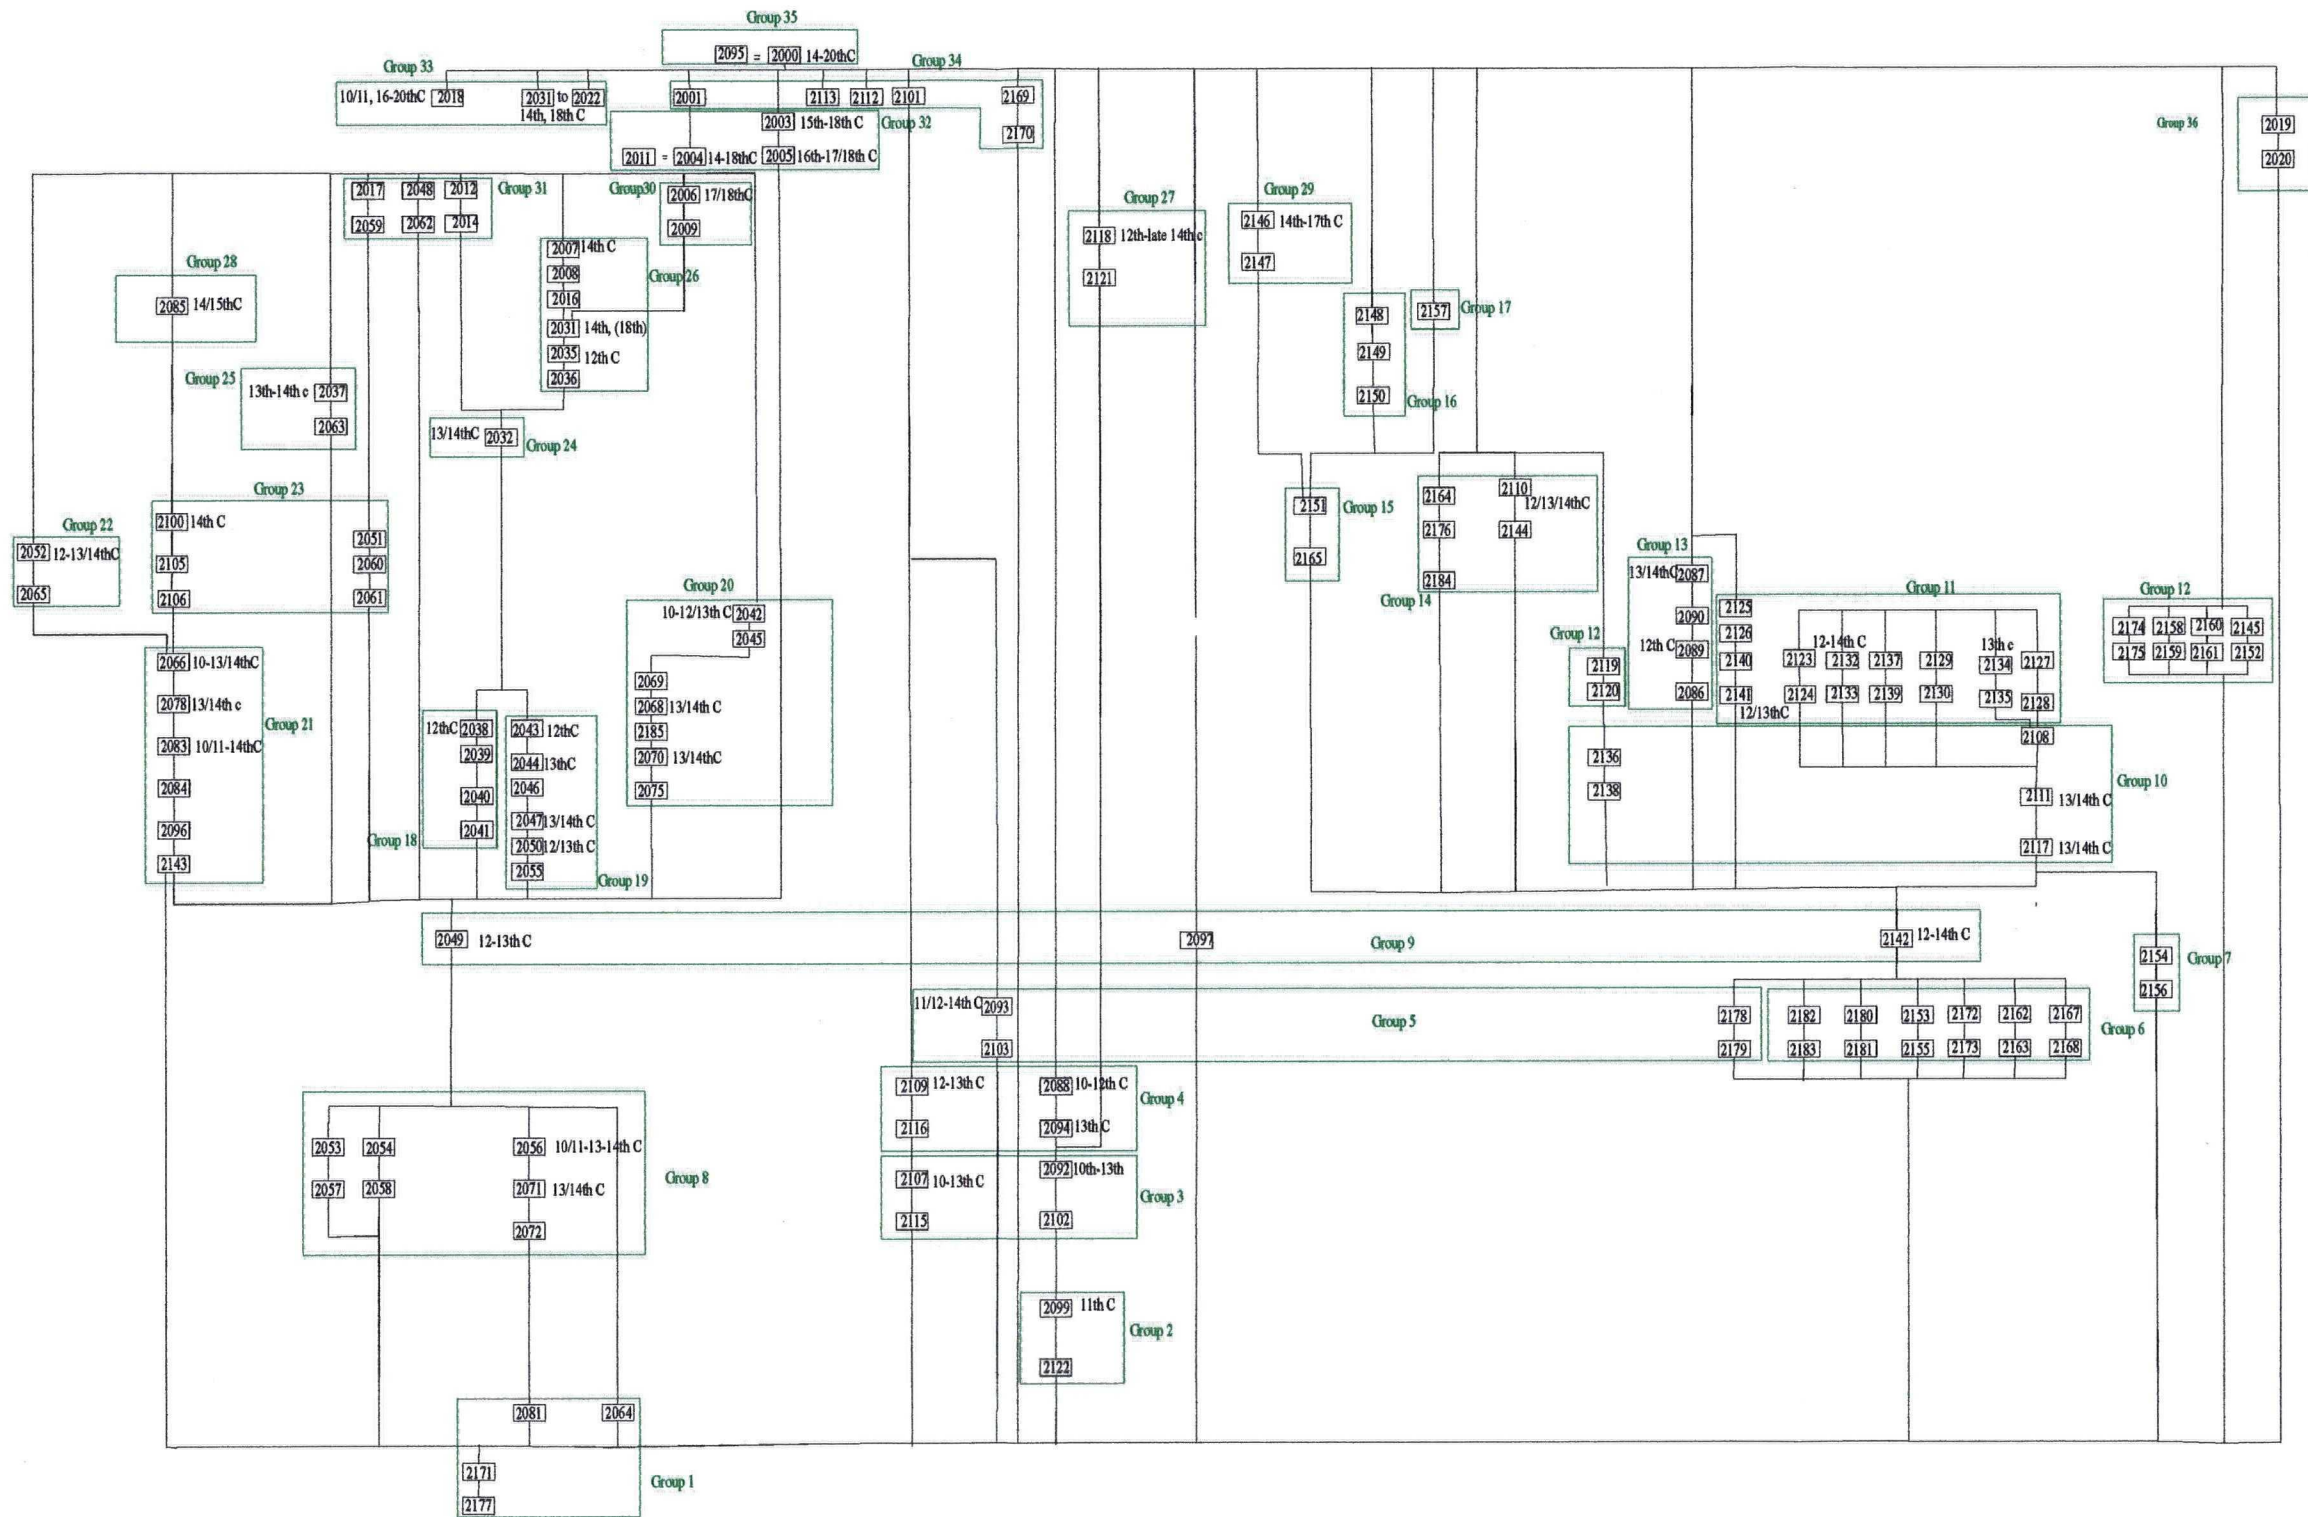 Group 35
2095 = 2000 14-20thC
Group 33
Group 34
10/11, 16-20thC 2018
2031 to 2022
14th, 18th C
2001
2113
2112
2101
2169
2170
2003 15th-18th C
Group 32
2011 = 2004 14-18thC
2005 16th-17/18th C
Group 36
2019
2020
2017
2048
2012
Group 31
2059
2062
2014
Group30
2006 17/18thC
2009
Group 27
2118 12th-late 14th c
2121
Group 29
2146 14th-17th C
2147
Group 28
2085 14/15thC
2007 14th C
2008
Group 26
2016
2031 14th, (18th)
2035 12th C
2036
2148
2149
2150
Group 16
2157
Group 17
Group 25
13th-14th c 2037
2063
13/14thC 2032
Group 24
Group 23
2100 14th C
2105
2106
2051
2060
2061
Group 22
2052 12-13/14thC
2065
2151
Group 15
2165
2164
2110
12/13/14thC
2176
2144
2184
Group 14
Group 13
13/14thC 2087
2090
12th C 2089
2086
Group 12
2119
2120
Group 11
2125
2126
2140
2141
12/13thC
12-14th C
2123
2132
2137
2129
13th c
2134
2127
2124
2133
2139
2130
2135
2128
Group 12
2174
2158
2160
2145
2175
2159
2161
2152
Group 20
10-12/13th C 2042
2045
2069
2068 13/14th C
2185
2070 13/14thC
2075
2066 10-13/14thC
2078 13/14th c
Group 21
2083 10/11-14thC
2084
2096
2143
12thC 2038
2039
2040
2041
Group 18
2043 12thC
2044 13thC
2046
2047 13/14th C
2050 12/13th C
2055
Group 19
2108
2136
2138
Group 10
2111 13/14th C
2117 13/14th C
2049 12-13th C
2097
Group 9
2142 12-14th C
2154
Group 7
2156
11/12-14th C 2093
2103
Group 5
2178
2179
2182
2180
2153
2172
2162
2167
Group 6
2183
2181
2155
2173
2163
2168
2109 12-13th C
2088 10-12th C
Group 4
2116
2094 13th C
2107 10-13th C
2092 10th-13th
Group 3
2115
2102
2053
2054
2056 10/11-13-14th C
2057
2058
2071 13/14th C
Group 8
2072
2099 11th C
Group 2
2122
2081
2064
2171
Group 1
2177